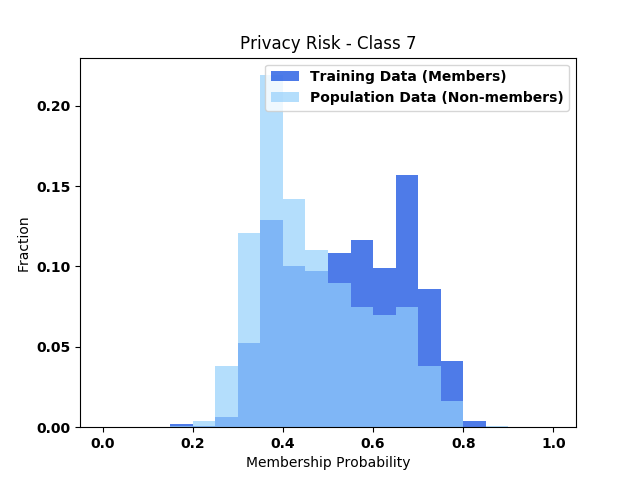 Privacy Risk - Class 7
Training Data (Members)
Population Data (Non-members)
0.20
0.15
0.10
0.05
0.00
Fraction
0.0 0.2 0.4 0.6 0.8 1.0
Membership Probability